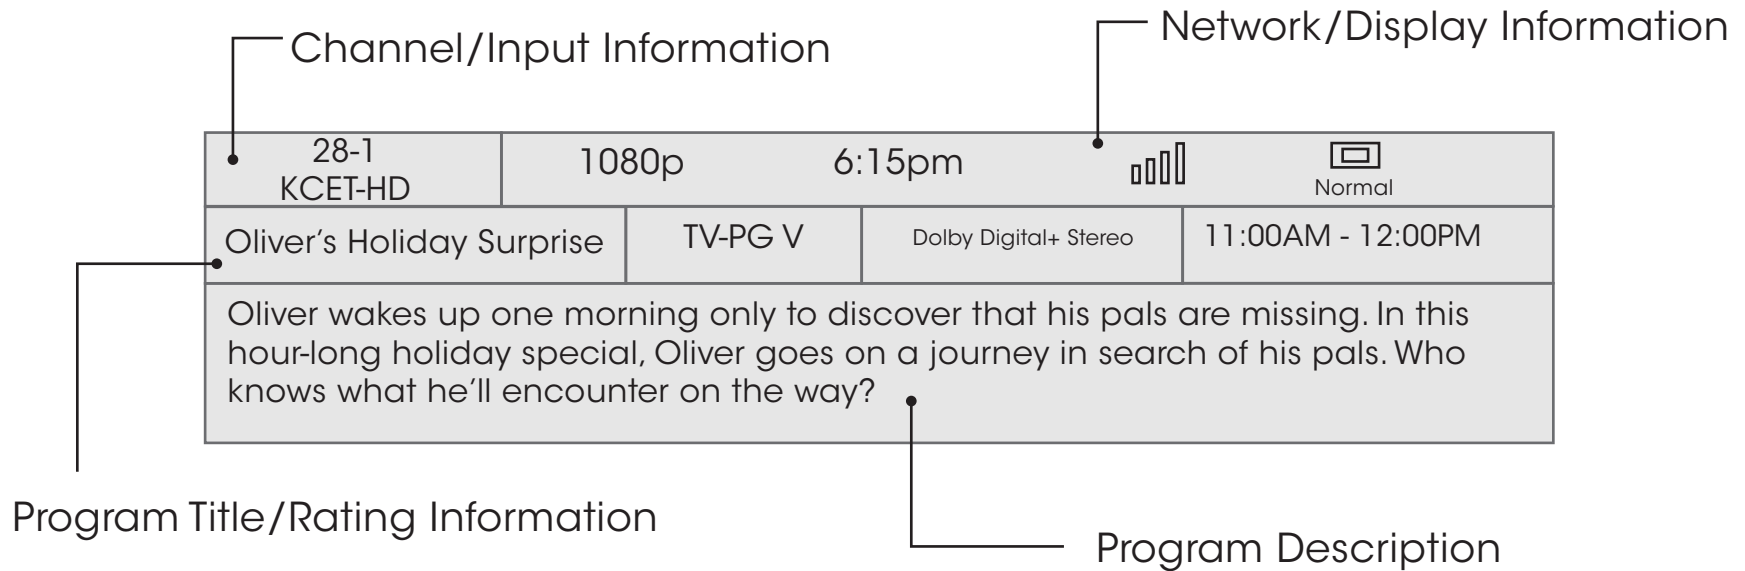 Channel/Input Information
Network/Display Information
28-1
KCET-HD
1080p
6:15pm
Normal
Oliver’s Holiday Surprise
TV-PG V
Dolby Digital+ Stereo
11:00AM - 12:00PM
Oliver wakes up one morning only to discover that his pals are missing. In this
hour-long holiday special, Oliver goes on a journey in search of his pals. Who
knows what he’ll encounter on the way?
Program Title/Rating Information
Program Description